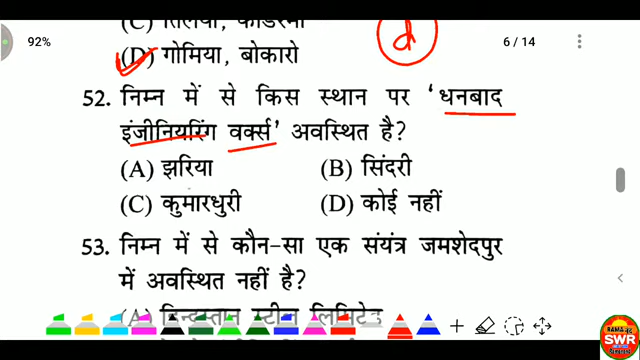 92%
6/14
(C) तिलैया, कोडरमा
(D) गोमिया, बोकारो
d
52. निम्न में से किस स्थान पर ‘धनबाद
इंजीनियरिंग वर्क्स’ अवस्थित है?
(A) झरिया (B) सिंदरी
(C) कुमारधुरी (D) कोई नहीं
53. निम्न में से कौन-सा एक संयंत्र जमशेदपुर
में अवस्थित नहीं है?
(A) हिन्दुस्तान स्टील लिमिटेड
SWR